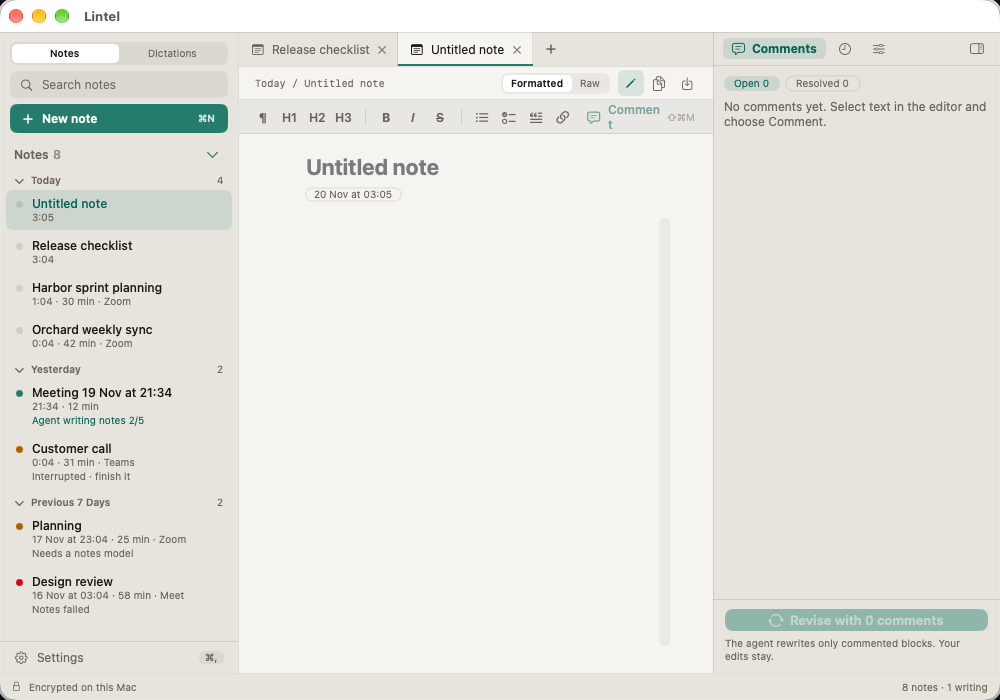 Lintel
Notes
Dictations
Search notes
New note ⌘N
Notes 8
Today 4
Untitled note
3:05
Release checklist
3:04
Harbor sprint planning
1:04 · 30 min · Zoom
Orchard weekly sync
0:04 · 42 min · Zoom
Yesterday 2
Meeting 19 Nov at 21:34
21:34 · 12 min
Agent writing notes 2/5
Customer call
0:04 · 31 min · Teams
Interrupted · finish it
Previous 7 Days 2
Planning
17 Nov at 23:04 · 25 min · Zoom
Needs a notes model
Design review
16 Nov at 03:04 · 58 min · Meet
Notes failed
Settings ⌘,
Release checklist
Untitled note
Today / Untitled note
Formatted
Raw
¶ H1 H2 H3 B I S
Commen
t
⇧⌘M
Untitled note
20 Nov at 03:05
Comments
Open 0
Resolved 0
No comments yet. Select text in the editor and
choose Comment.
Revise with 0 comments
The agent rewrites only commented blocks. Your
edits stay.
Encrypted on this Mac
8 notes · 1 writing